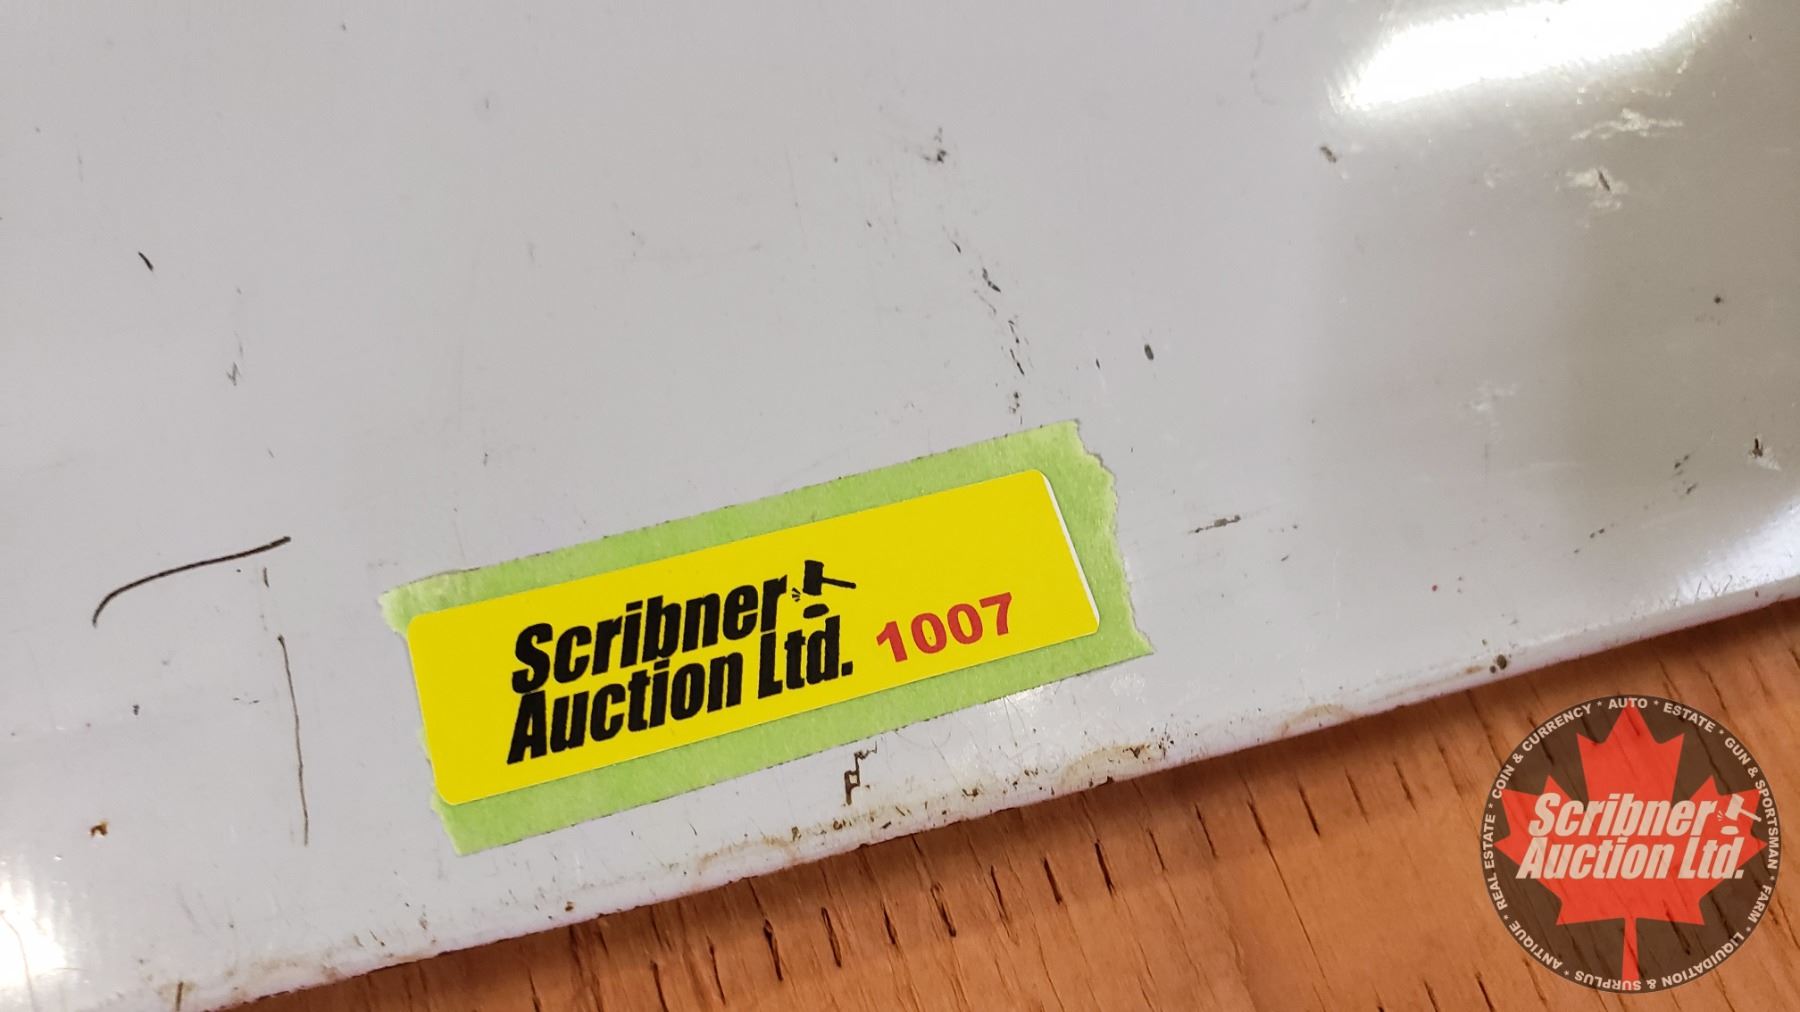 Scribner
Auction Ltd. 1007
Scribner
Auction Ltd.
ANTIQUE * REAL ESTATE * COIN & CURRENCY * AUTO * ESTATE * GUN & SPORTSMAN * FARM * LIQUIDATION & SURPLUS *